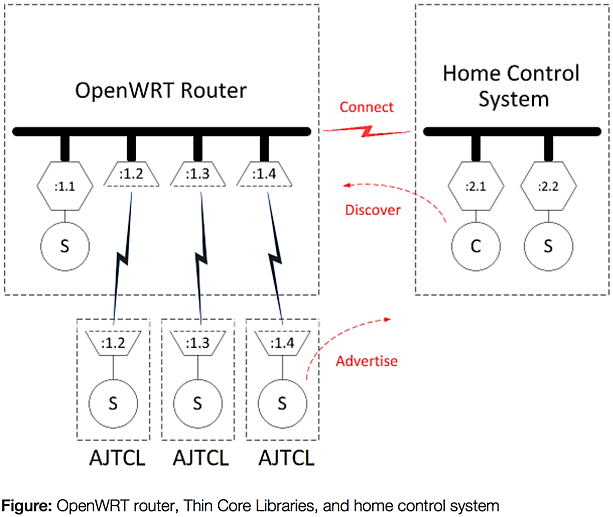 OpenWRT Router
Home Control
System
Connect
:1.1
:1.2
:1.3
:1.4
:2.1
:2.2
Discover
S
C
S
:1.2
:1.3
:1.4
Advertise
S
S
S
AJTCL
AJTCL
AJTCL
Figure: OpenWRT router, Thin Core Libraries, and home control system